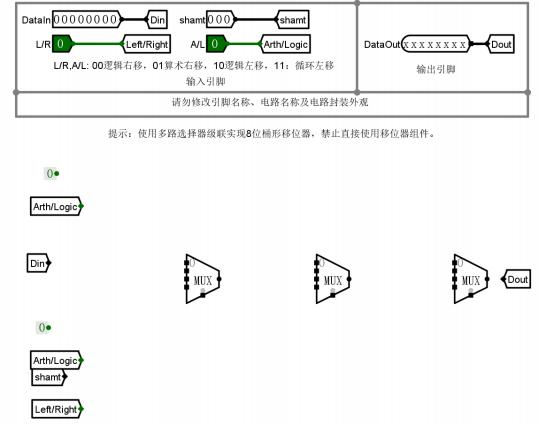 DataIn 00000000 Din shamt 000 shamt
L/R 0 Left/Right A/L 0 Arth/Logic
L/R,A/L: 00逻辑右移，01算术右移，10逻辑左移，11：循环左移
输入引脚
DataOut xxxxxxxx Dout
输出引脚
请勿修改引脚名称、电路名称及电路封装外观
提示：使用多路选择器级联实现8位桶形移位器，禁止直接使用移位器组件。
0
Arth/Logic
Din
0 MUX
0 MUX
0 MUX
Dout
0
Arth/Logic
shamt
Left/Right